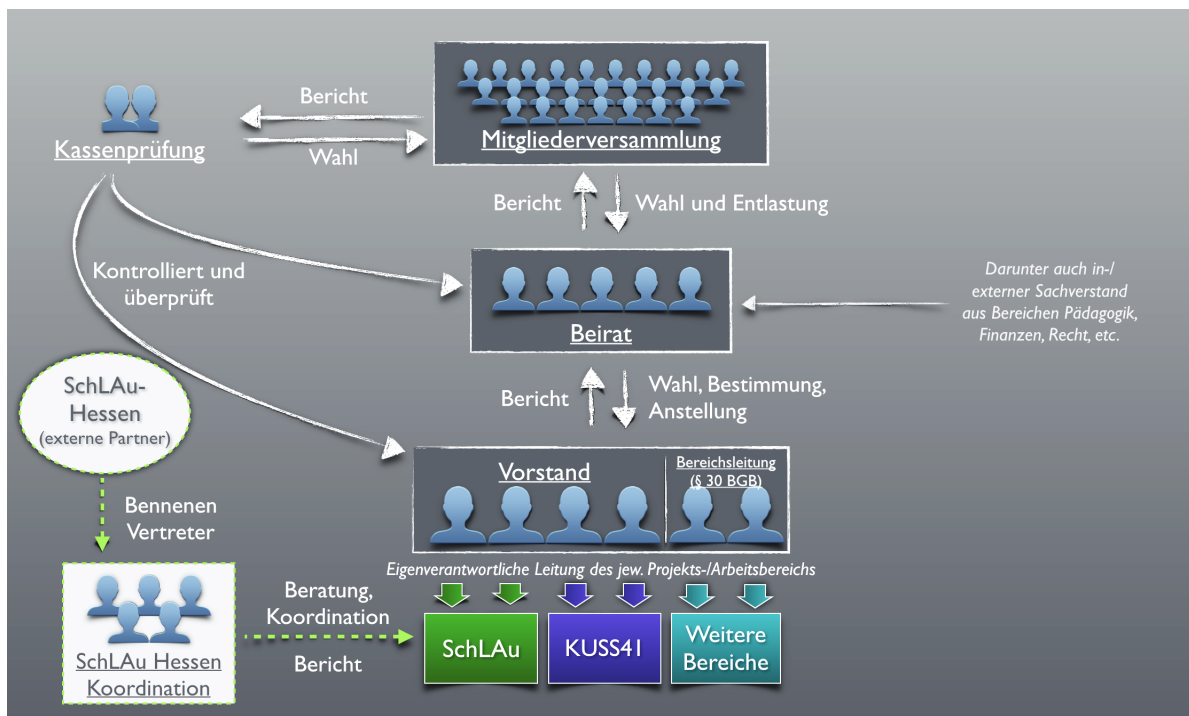 Mitgliederversammlung
Kassenprüfung
Bericht
Wahl
Bericht
Wahl und Entlastung
Kontrolliert und
überprüft
Beirat
Darunter auch in-/
externer Sachverstand
aus Bereichen Pädagogik,
Finanzen, Recht, etc.
Bericht
Wahl, Bestimmung,
Anstellung
SchLAu-
Hessen
(externe Partner)
Vorstand
Bereichsleitung
(§ 30 BGB)
Bennenen
Vertreter
Eigenverantwortliche Leitung des jew. Projekts-/Arbeitsbereichs
SchLAu Hessen
Koordination
Beratung,
Koordination
Bericht
SchLAu
KUSS41
Weitere
Bereiche